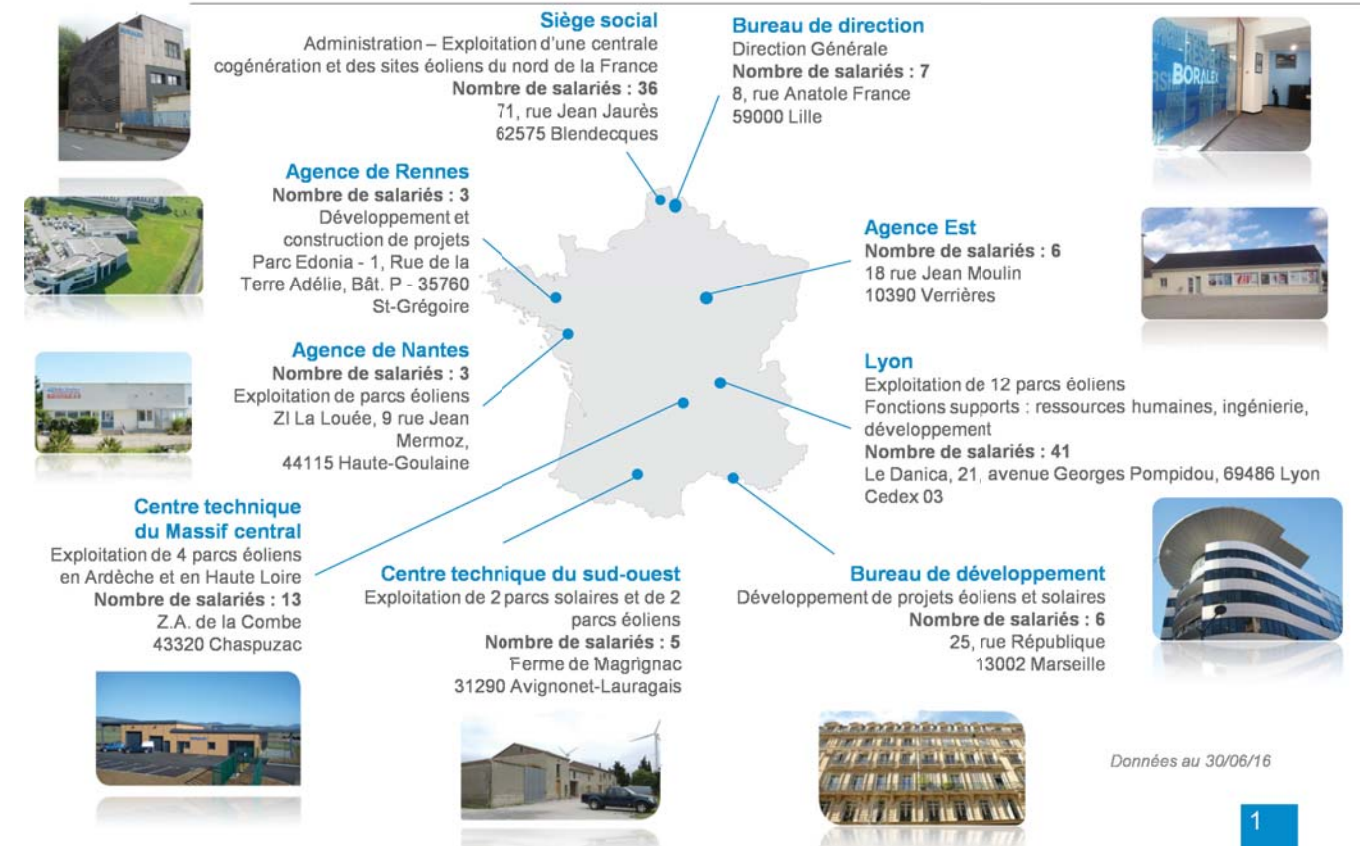 Siège social
Administration – Exploitation d'une centrale
cogénération et des sites éoliens du nord de la France
Nombre de salariés : 36
71, rue Jean Jaurès
62575 Blendecques
Bureau de direction
Direction Générale
Nombre de salariés : 7
8, rue Anatole France
59000 Lille
BORALEX
Agence de Rennes
Nombre de salariés : 3
Développement et
construction de projets
Parc Edonia - 1, Rue de la
Terre Adélie, Bât. P - 35760
St-Grégoire
Agence Est
Nombre de salariés : 6
18 rue Jean Moulin
10390 Verrières
Agence de Nantes
Nombre de salariés : 3
Exploitation de parcs éoliens
ZI La Louée, 9 rue Jean
Mermoz,
44115 Haute-Goulaine
Lyon
Exploitation de 12 parcs éoliens
Fonctions supports : ressources humaines, ingénierie,
développement
Nombre de salariés : 41
Le Danica, 21, avenue Georges Pompidou, 69486 Lyon
Cedex 03
Centre technique
du Massif central
Exploitation de 4 parcs éoliens
en Ardèche et en Haute Loire
Nombre de salariés : 13
Z.A. de la Combe
43320 Chaspuzac
Centre technique du sud-ouest
Exploitation de 2 parcs solaires et de 2
parcs éoliens
Nombre de salariés : 5
Ferme de Magrignac
31290 Avignonet-Lauragais
Bureau de développement
Développement de projets éoliens et solaires
Nombre de salariés : 6
25, rue République
13002 Marseille
Données au 30/06/16
1